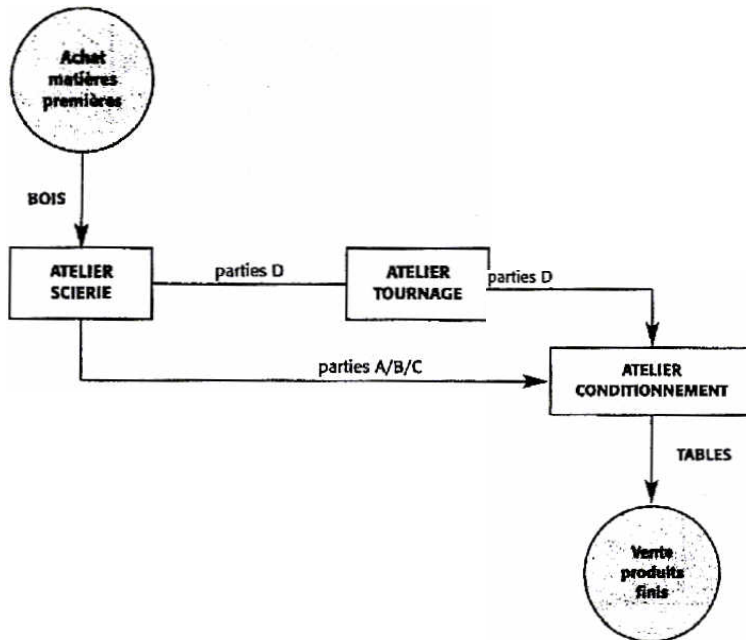 Achat
matières
premières
BOIS
ATELIER
SCIERIE
parties D
ATELIER
TOURNAGE
parties D
parties A/B/C
ATELIER
CONDITIONNEMENT
TABLES
Vente
produits
finis